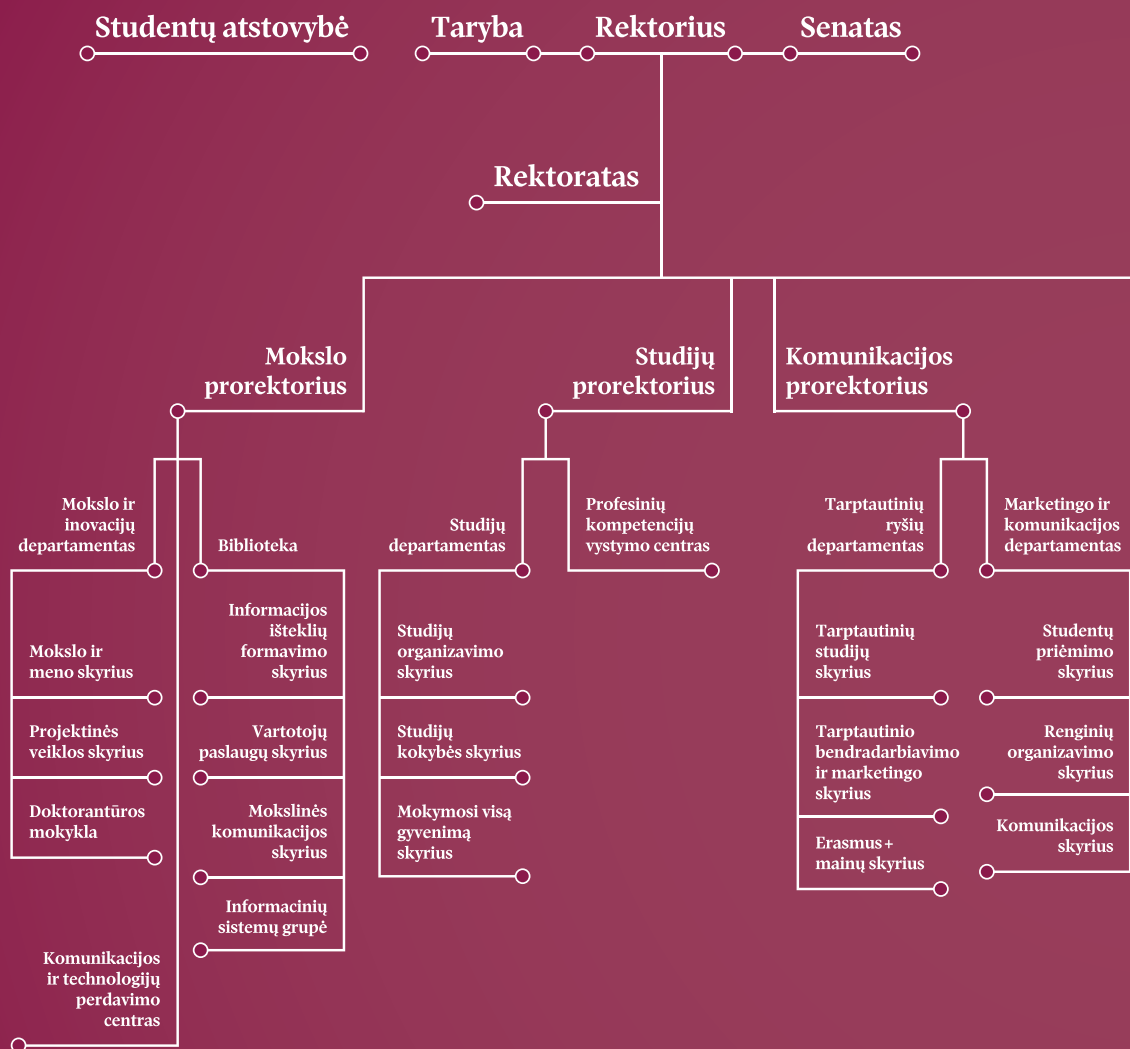 Studentų atstovybė
Taryba
Rektorius
Senatas
Rektoratas
Mokslo
prorektorius
Studijų
prorektorius
Komunikacijos
prorektorius
Mokslo ir
inovacijų
departamentas
Biblioteka
Studijų
departamentas
Profesinių
kompetencijų
vystymo centras
Tarptautinių
ryšių
departamentas
Marketingo ir
komunikacijos
departamentas
Mokslo ir
meno skyrius
Projektinės
veiklos skyrius
Doktorantūros
mokykla
Komunikacijos
ir technologijų
perdavimo
centras
Informacijos
išteklių
formavimo
skyrius
Vartotojų
paslaugų skyrius
Mokslinės
komunikacijos
skyrius
Informacinių
sistemų grupė
Studijų
organizavimo
skyrius
Studijų
kokybės skyrius
Mokymosi visą
gyvenimą
skyrius
Tarptautinių
studijų
skyrius
Tarptautinio
bendradarbiavimo
ir marketingo
skyrius
Erasmus+
mainų skyrius
Studentų
priėmimo
skyrius
Renginių
organizavimo
skyrius
Komunikacijos
skyrius